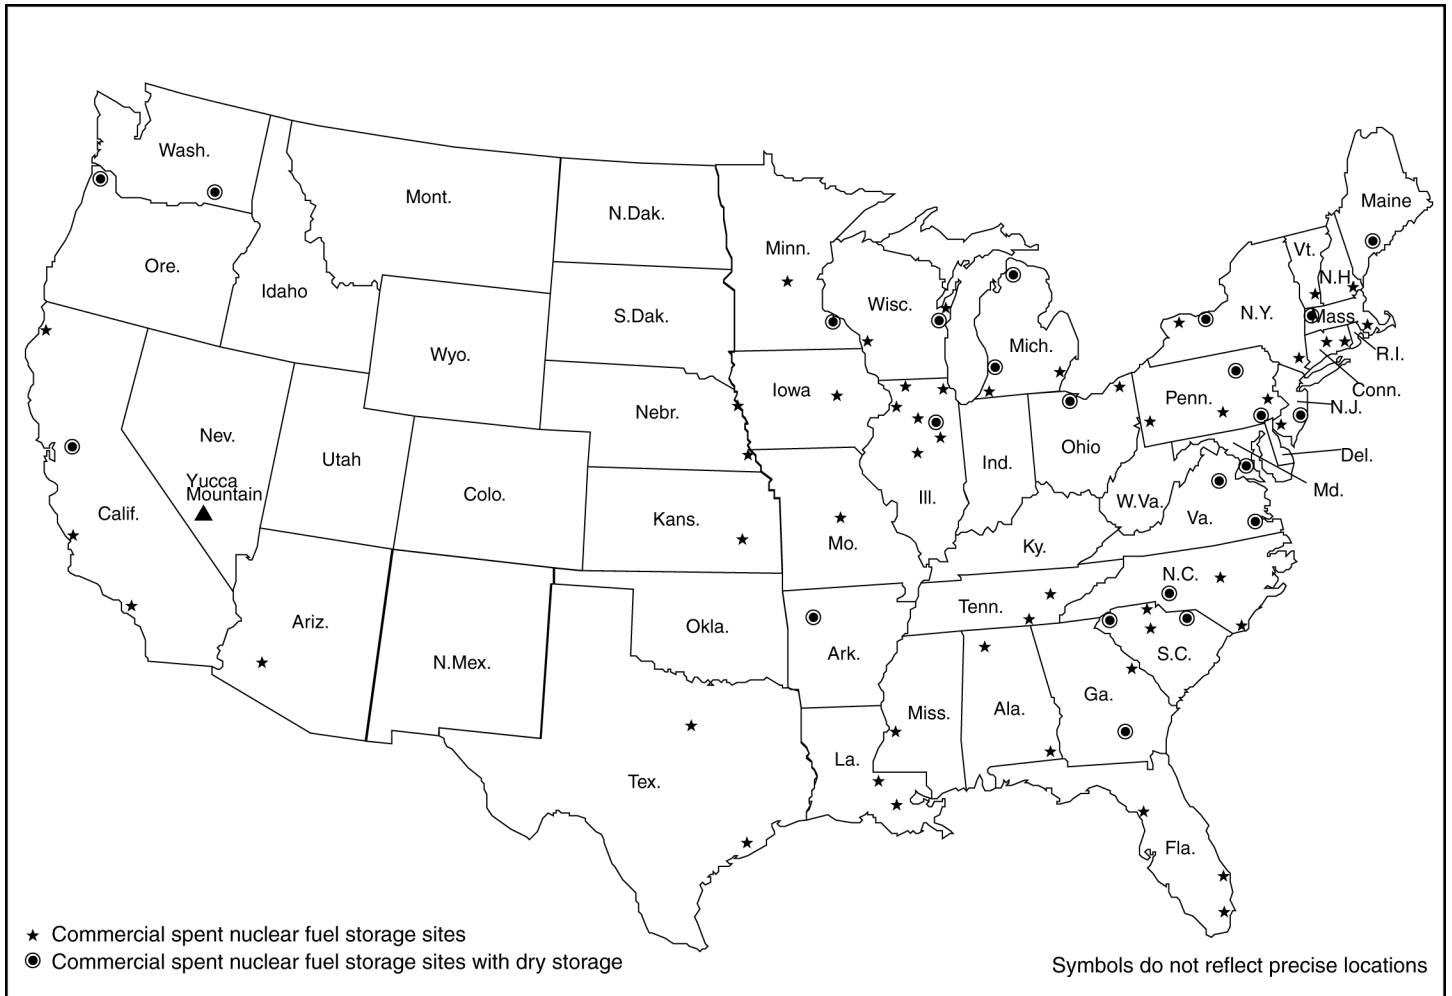 Wash.
Mont.
N.Dak.
Minn.
Maine
Vt.
N.H.
Ore.
Idaho
S.Dak.
Wisc.
Mich.
N.Y.
Mass.
R.I.
Wyo.
Iowa
Nebr.
Penn.
Conn.
N.J.
Nev.
Utah
Colo.
Ill.
Ind.
Ohio
Del.
Md.
Yucca
Mountain
Calif.
Kans.
Mo.
W.Va.
Va.
Ky.
Ariz.
N.Mex.
Okla.
Ark.
Tenn.
N.C.
S.C.
Tex.
La.
Miss.
Ala.
Ga.
Fla.
Commercial spent nuclear fuel storage sites
Commercial spent nuclear fuel storage sites with dry storage
Symbols do not reflect precise locations